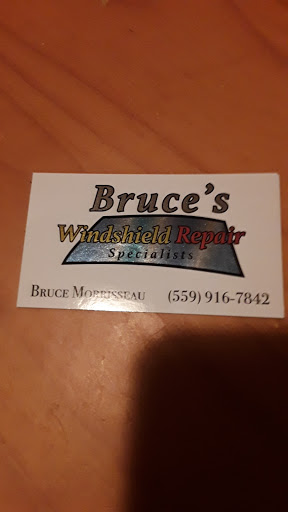 Bruce's
Windshield Repair
Specialists
Bruce Morrisseau (559) 916-7842